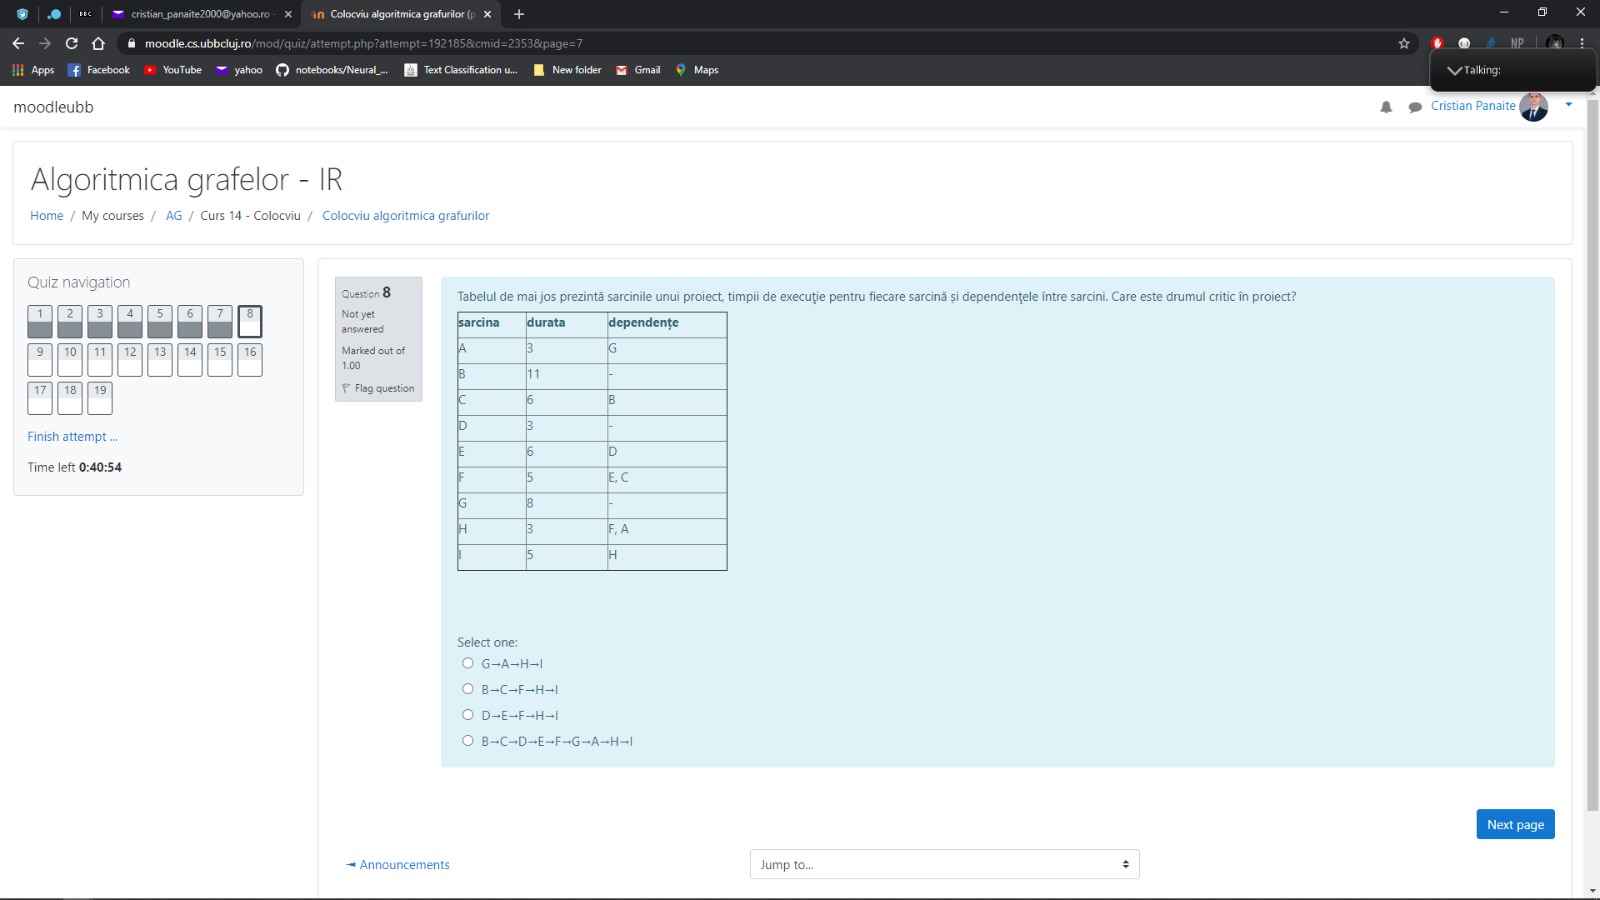 BBC
cristian_panaite2000@yahoo.ro
Colocviu algoritmica grafurilor (p
moodle.cs.ubbcluj.ro/mod/quiz/attempt.php?attempt=192185&cmid=2353&page=7
NP
Apps
Facebook
YouTube
yahoo
notebooks/Neural_...
Text Classification u...
New folder
Gmail
Maps
Talking:
moodleubb
Cristian Panaite
Algoritmica grafelor - IR
Home / My courses / AG / Curs 14 - Colocviu / Colocviu algoritmica grafurilor
Quiz navigation
1 2 3 4 5 6 7 8
9 10 11 12 13 14 15 16
17 18 19
Finish attempt ...
Time left 0:40:54
Question 8
Not yet
answered
Marked out of
1.00
Flag question
Tabelul de mai jos prezintă sarcinile unui proiect, timpii de execuţie pentru fiecare sarcină și dependenţele între sarcini. Care este drumul critic în proiect?
sarcina durata dependențe
A 3 G
B 11 -
C 6 B
D 3 -
E 6 D
F 5 E, C
G 8 -
H 3 F, A
I 5 H
Select one:
G→A→H→I
B→C→F→H→I
D→E→F→H→I
B→C→D→E→F→G→A→H→I
Next page
◄ Announcements
Jump to...